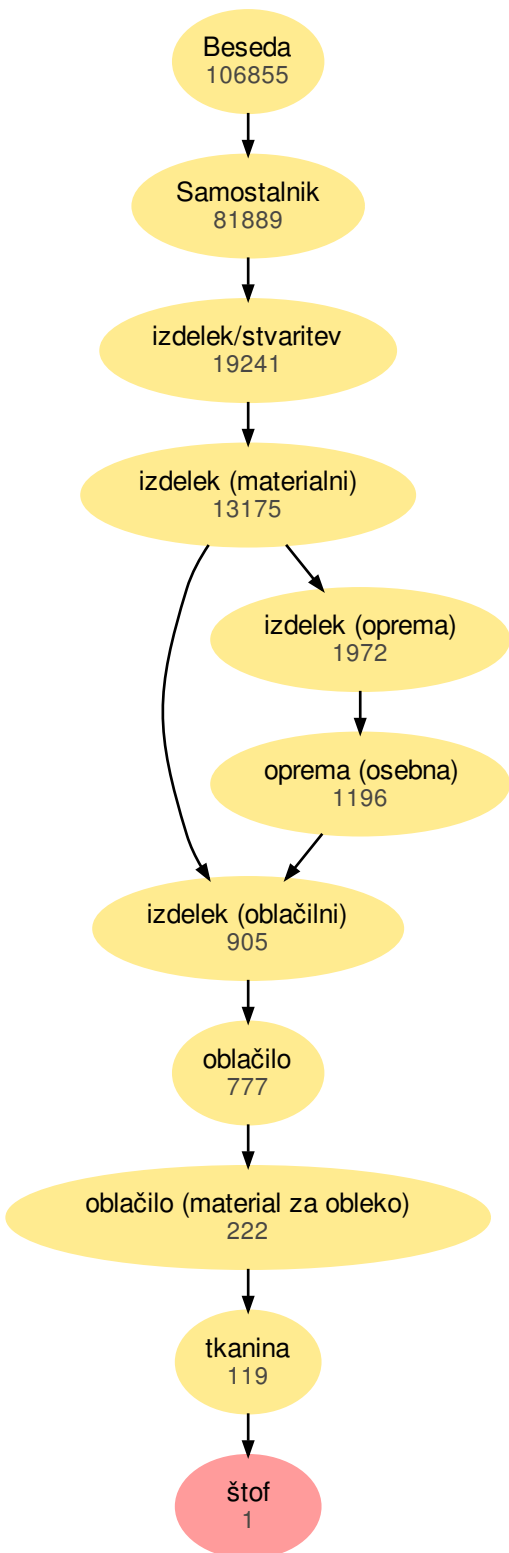 Beseda
106855
Samostalnik
81889
izdelek/stvaritev
19241
izdelek (materialni)
13175
izdelek (oprema)
1972
oprema (osebna)
1196
izdelek (oblačilni)
905
oblačilo
777
oblačilo (material za obleko)
222
tkanina
119
štof
1